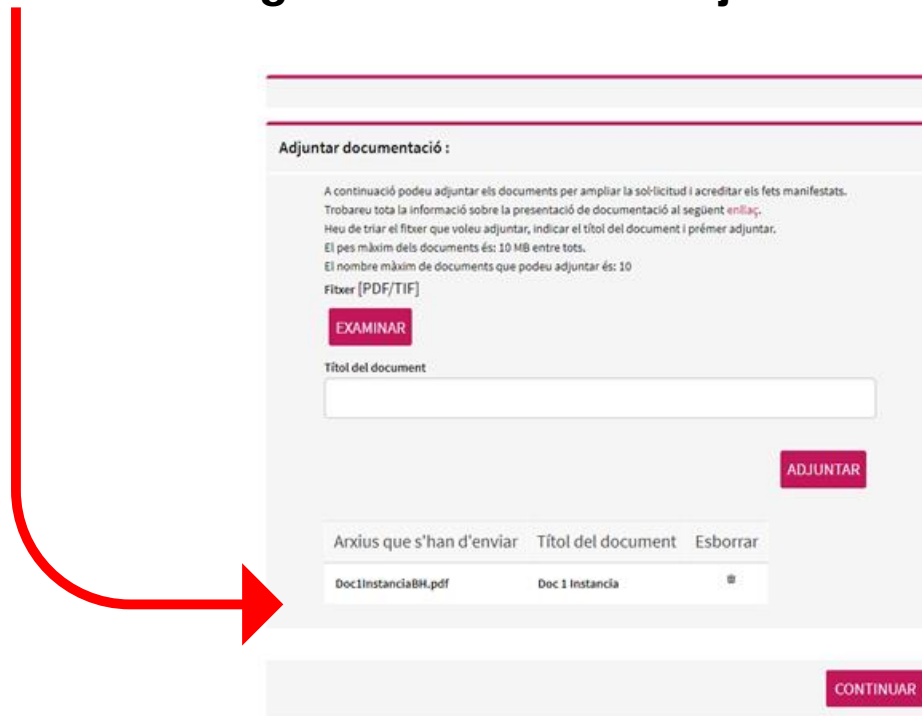 Adjuntar documentació :
A continuació podeu adjuntar els documents per ampliar la sol·licitud i acreditar els fets manifestats.
Trobareu tota la informació sobre la presentació de documentació al següent enllaç.
Heu de triar el fitxer que voleu adjuntar, indicar el títol del document i prémer adjuntar.
El pes màxim dels documents és: 10 MB entre tots.
El nombre màxim de documents que podeu adjuntar és: 10
Fitxer [PDF/TIF]
EXAMINAR
Títol del document
ADJUNTAR
Arxius que s'han d'enviar Títol del document Esborrar
Doc1InstanciaBH.pdf Doc 1 Instancia
CONTINUAR